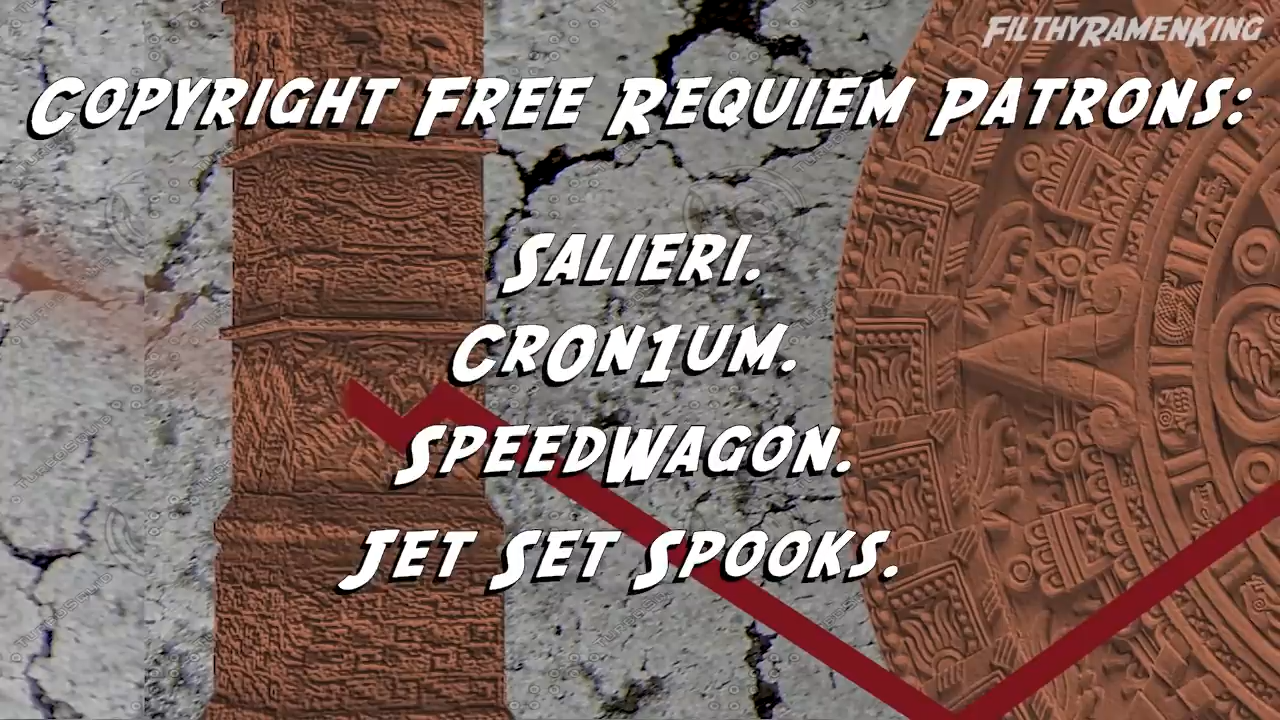 FilthyRamenKing
Copyright Free Requiem Patrons:
Salieri.
Cron1um.
SpeedWagon.
Jet Set Spooks.